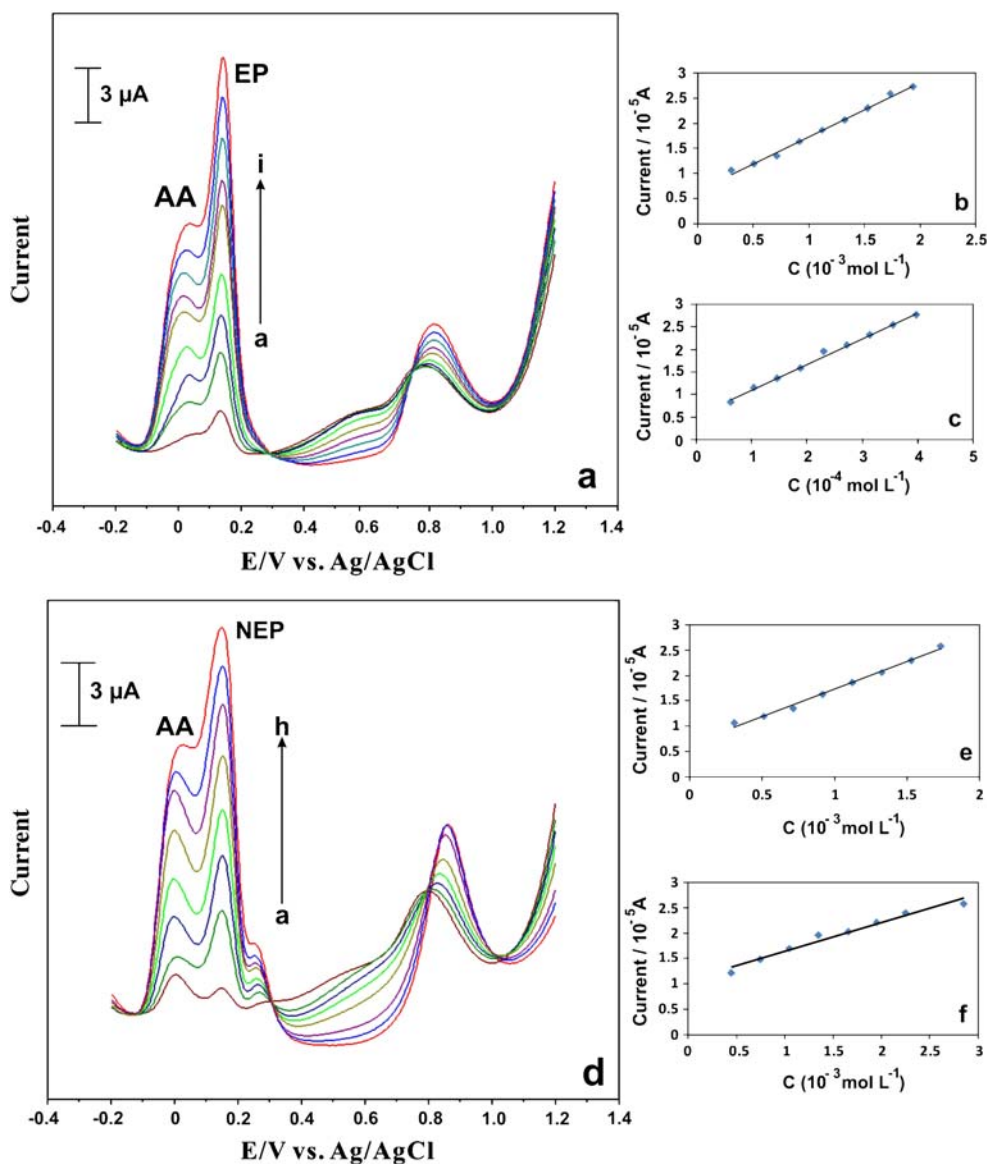 EP
3 µA
i
AA
a
Current
a
-0.4 -0.2 0 0.2 0.4 0.6 0.8 1.0 1.2 1.4
E/V vs. Ag/AgCl
3
2.5
2
1.5
1
0.5
0
Current / 10⁻⁵A
b
0 0.5 1 1.5 2 2.5
C (10⁻³mol L⁻¹)
3
2.5
2
1.5
1
0.5
0
Current / 10⁻⁵A
c
0 1 2 3 4 5
C (10⁻⁴ mol L⁻¹)
NEP
3 µA
AA
h
a
Current
d
-0.4 -0.2 0 0.2 0.4 0.6 0.8 1.0 1.2 1.4
E/V vs. Ag/AgCl
3
2.5
2
1.5
1
0.5
0
Current / 10⁻⁵A
e
0 0.5 1 1.5 2
C (10⁻³mol L⁻¹)
3
2.5
2
1.5
1
0.5
0
Current / 10⁻⁵A
f
0 0.5 1 1.5 2 2.5 3
C (10⁻³mol L⁻¹)